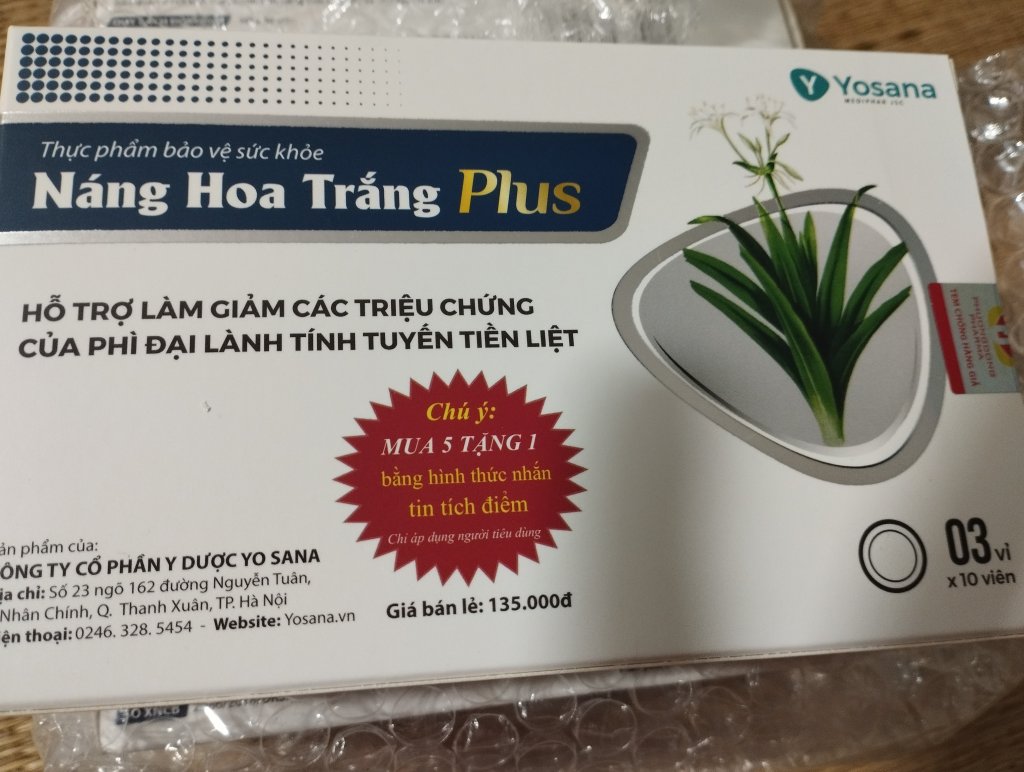 Yosana
MEDIPHAR JSC
Thực phẩm bảo vệ sức khỏe
Náng Hoa Trắng Plus
HỖ TRỢ LÀM GIẢM CÁC TRIỆU CHỨNG
CỦA PHÌ ĐẠI LÀNH TÍNH TUYẾN TIỀN LIỆT
TEM CHỐNG HÀNG GIẢ
Chú ý:
MUA 5 TẶNG 1
bằng hình thức nhắn
tin tích điểm
Chỉ áp dụng người tiêu dùng
03 vỉ
x 10 viên
ản phẩm của:
ÔNG TY CỔ PHẦN Y DƯỢC YO SANA
ịa chỉ: Số 23 ngõ 162 đường Nguyễn Tuân,
Nhân Chính, Q. Thanh Xuân, TP. Hà Nội
iện thoại: 0246. 328. 5454 - Website: Yosana.vn
Giá bán lẻ: 135.000đ